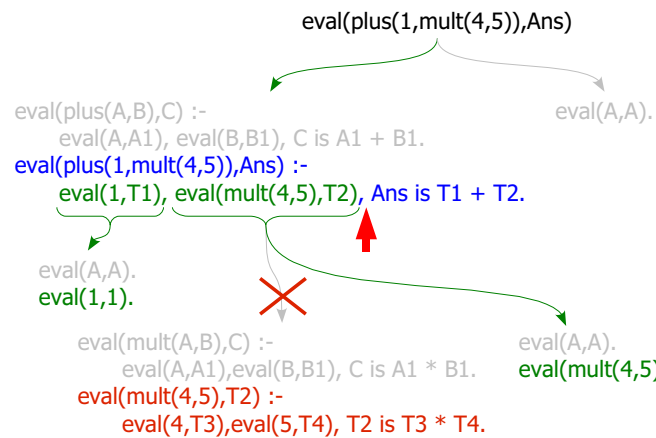 eval(plus(1,mult(4,5)),Ans)
eval(plus(A,B),C) :-
eval(A,A).
eval(A,A1), eval(B,B1), C is A1 + B1.
eval(plus(1,mult(4,5)),Ans) :-
eval(1,T1), eval(mult(4,5),T2), Ans is T1 + T2.
eval(A,A).
eval(1,1).
eval(mult(A,B),C) :-
eval(A,A).
eval(A,A1),eval(B,B1), C is A1 * B1.
eval(mult(4,5)
eval(mult(4,5),T2) :-
eval(4,T3),eval(5,T4), T2 is T3 * T4.